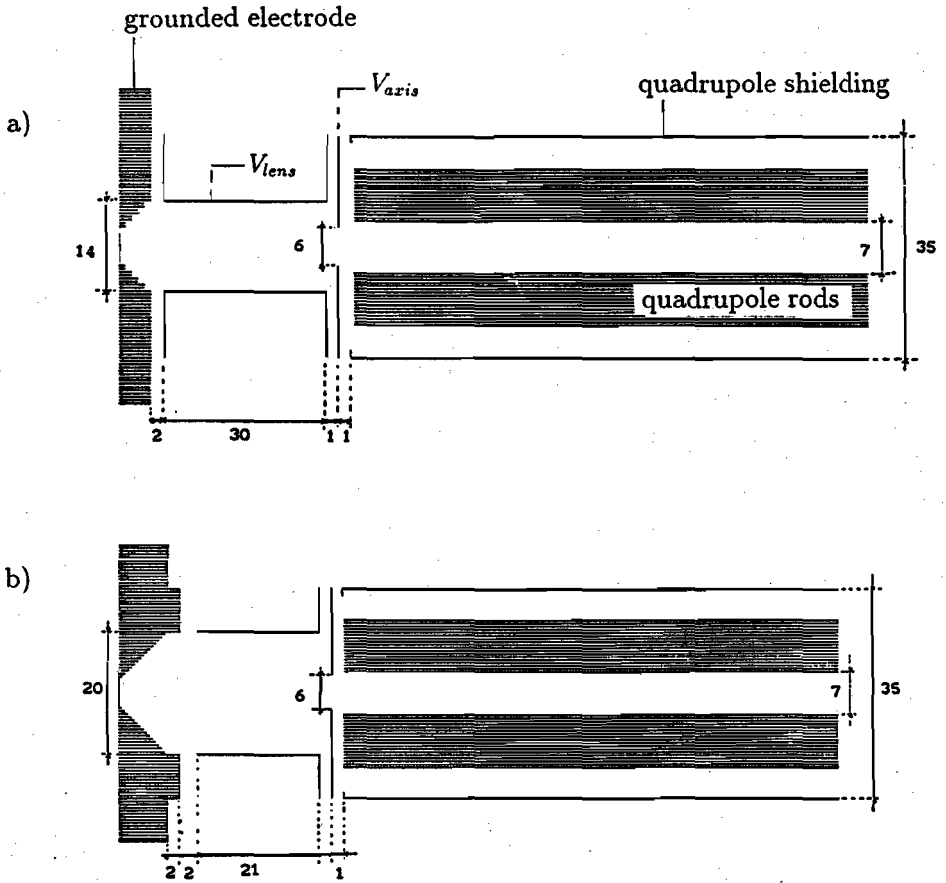 grounded electrode
V_axis
quadrupole shielding
a)
V_lens
14
6
7
35
quadrupole rods
2
30
1
1
b)
20
6
7
35
2
2
21
1